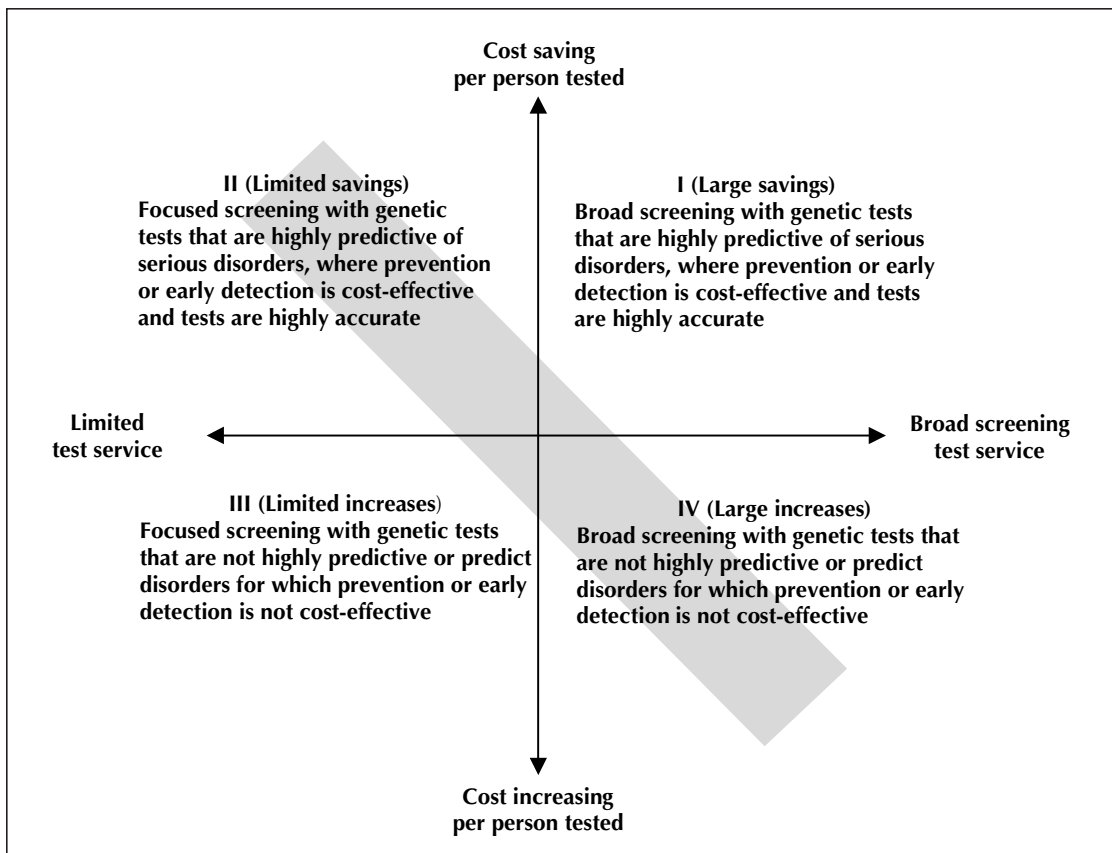 Cost saving
per person tested
II (Limited savings)
Focused screening with genetic
tests that are highly predictive of
serious disorders, where prevention
or early detection is cost-effective
and tests are highly accurate
I (Large savings)
Broad screening with genetic tests
that are highly predictive of serious
disorders, where prevention or early
detection is cost-effective and tests
are highly accurate
Limited
test service
Broad screening
test service
III (Limited increases)
Focused screening with genetic tests
that are not highly predictive or predict
disorders for which prevention or early
detection is not cost-effective
IV (Large increases)
Broad screening with genetic tests that
are not highly predictive or predict
disorders for which prevention or early
detection is not cost-effective
Cost increasing
per person tested